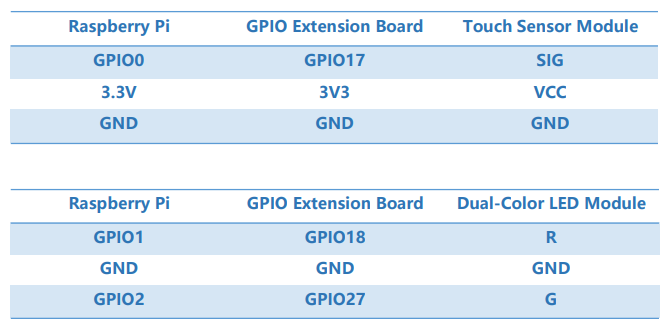 Raspberry Pi GPIO Extension Board Touch Sensor Module
GPIO0 GPIO17 SIG
3.3V 3V3 VCC
GND GND GND
Raspberry Pi GPIO Extension Board Dual-Color LED Module
GPIO1 GPIO18 R
GND GND GND
GPIO2 GPIO27 G